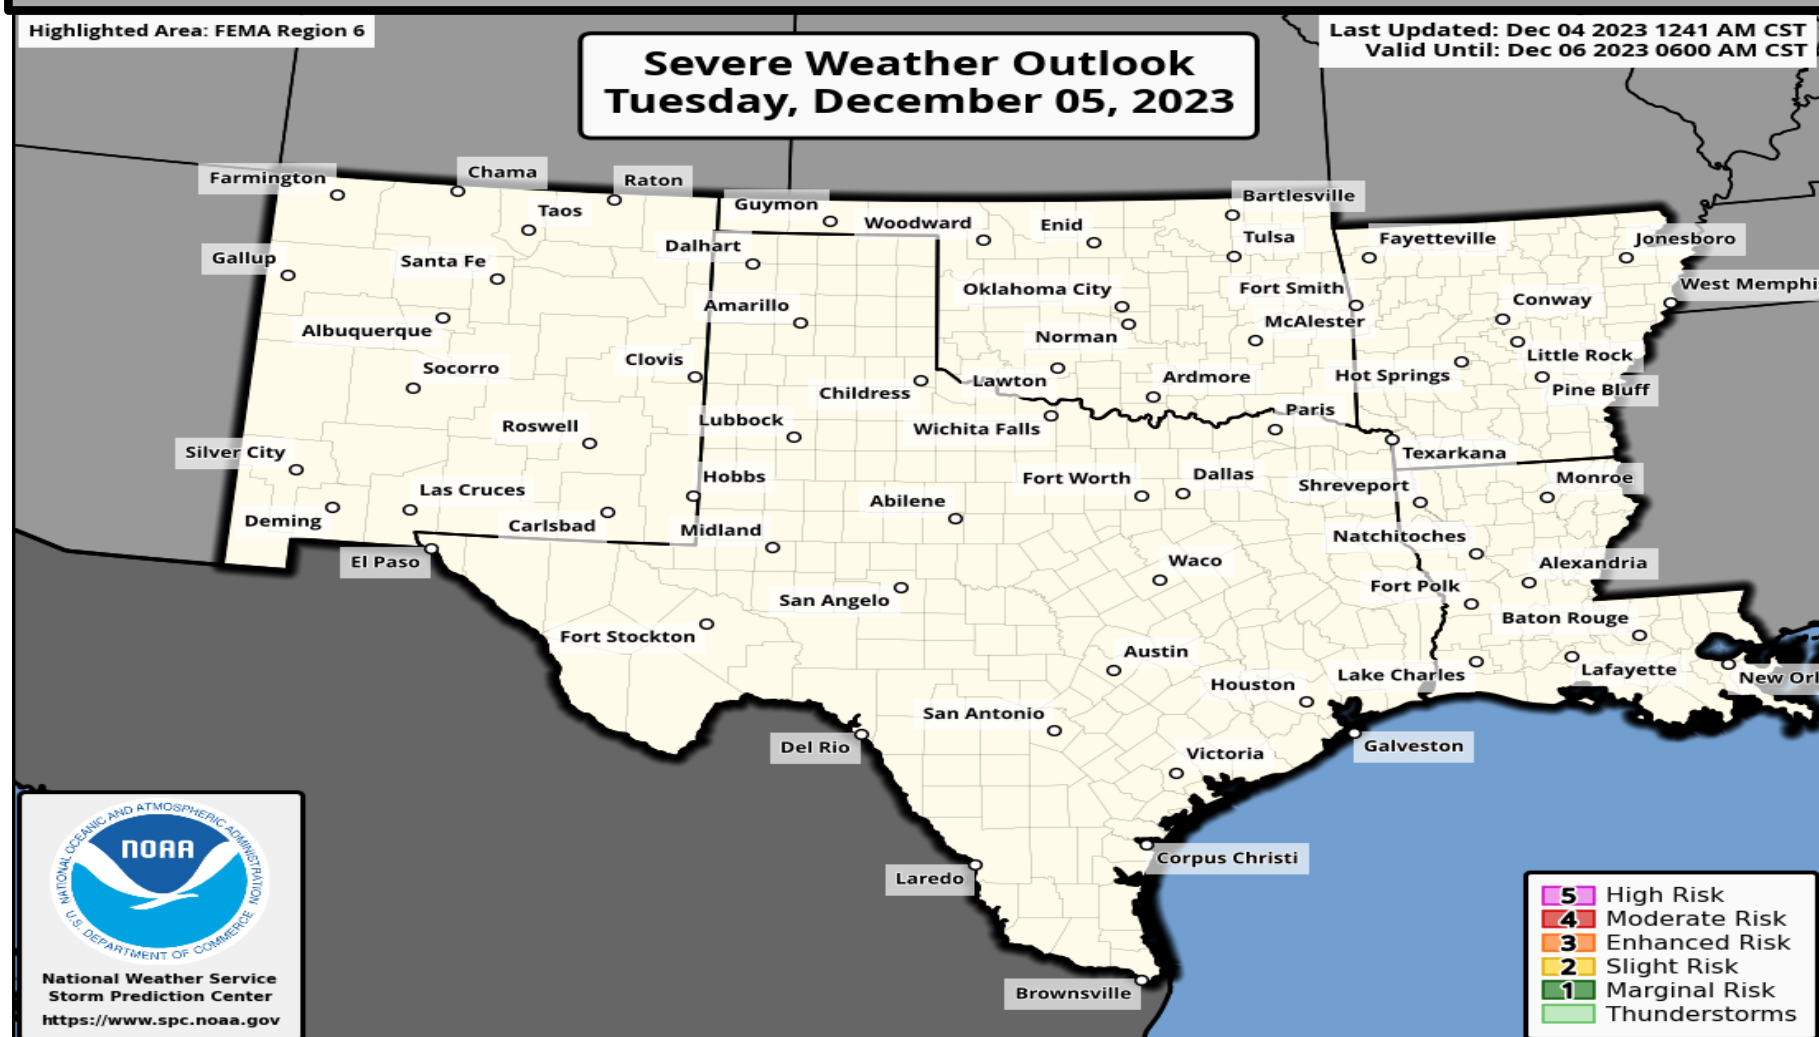 Highlighted Area: FEMA Region 6
Severe Weather Outlook
Tuesday, December 05, 2023
Last Updated: Dec 04 2023 1241 AM CST
Valid Until: Dec 06 2023 0600 AM CST
Farmington
Chama
Raton
Taos
Guymon
Woodward
Enid
Bartlesville
Gallup
Santa Fe
Dalhart
Tulsa
Fayetteville
Jonesboro
Albuquerque
Amarillo
Oklahoma City
Fort Smith
Conway
West Memphi
Socorro
Clovis
Norman
McAlester
Little Rock
Childress
Lawton
Ardmore
Hot Springs
Pine Bluff
Roswell
Lubbock
Wichita Falls
Paris
Texarkana
Silver City
Las Cruces
Hobbs
Abilene
Fort Worth
Dallas
Shreveport
Monroe
Deming
Carlsbad
Midland
Natchitoches
El Paso
San Angelo
Waco
Fort Polk
Alexandria
Fort Stockton
Austin
Baton Rouge
Houston
Lake Charles
Lafayette
New Orl
San Antonio
Del Rio
Victoria
Galveston
Corpus Christi
Laredo
Brownsville
NATIONAL OCEANIC AND ATMOSPHERIC ADMINISTRATION
NOAA
U.S. DEPARTMENT OF COMMERCE
National Weather Service
Storm Prediction Center
https://www.spc.noaa.gov
5 High Risk
4 Moderate Risk
3 Enhanced Risk
2 Slight Risk
1 Marginal Risk
Thunderstorms